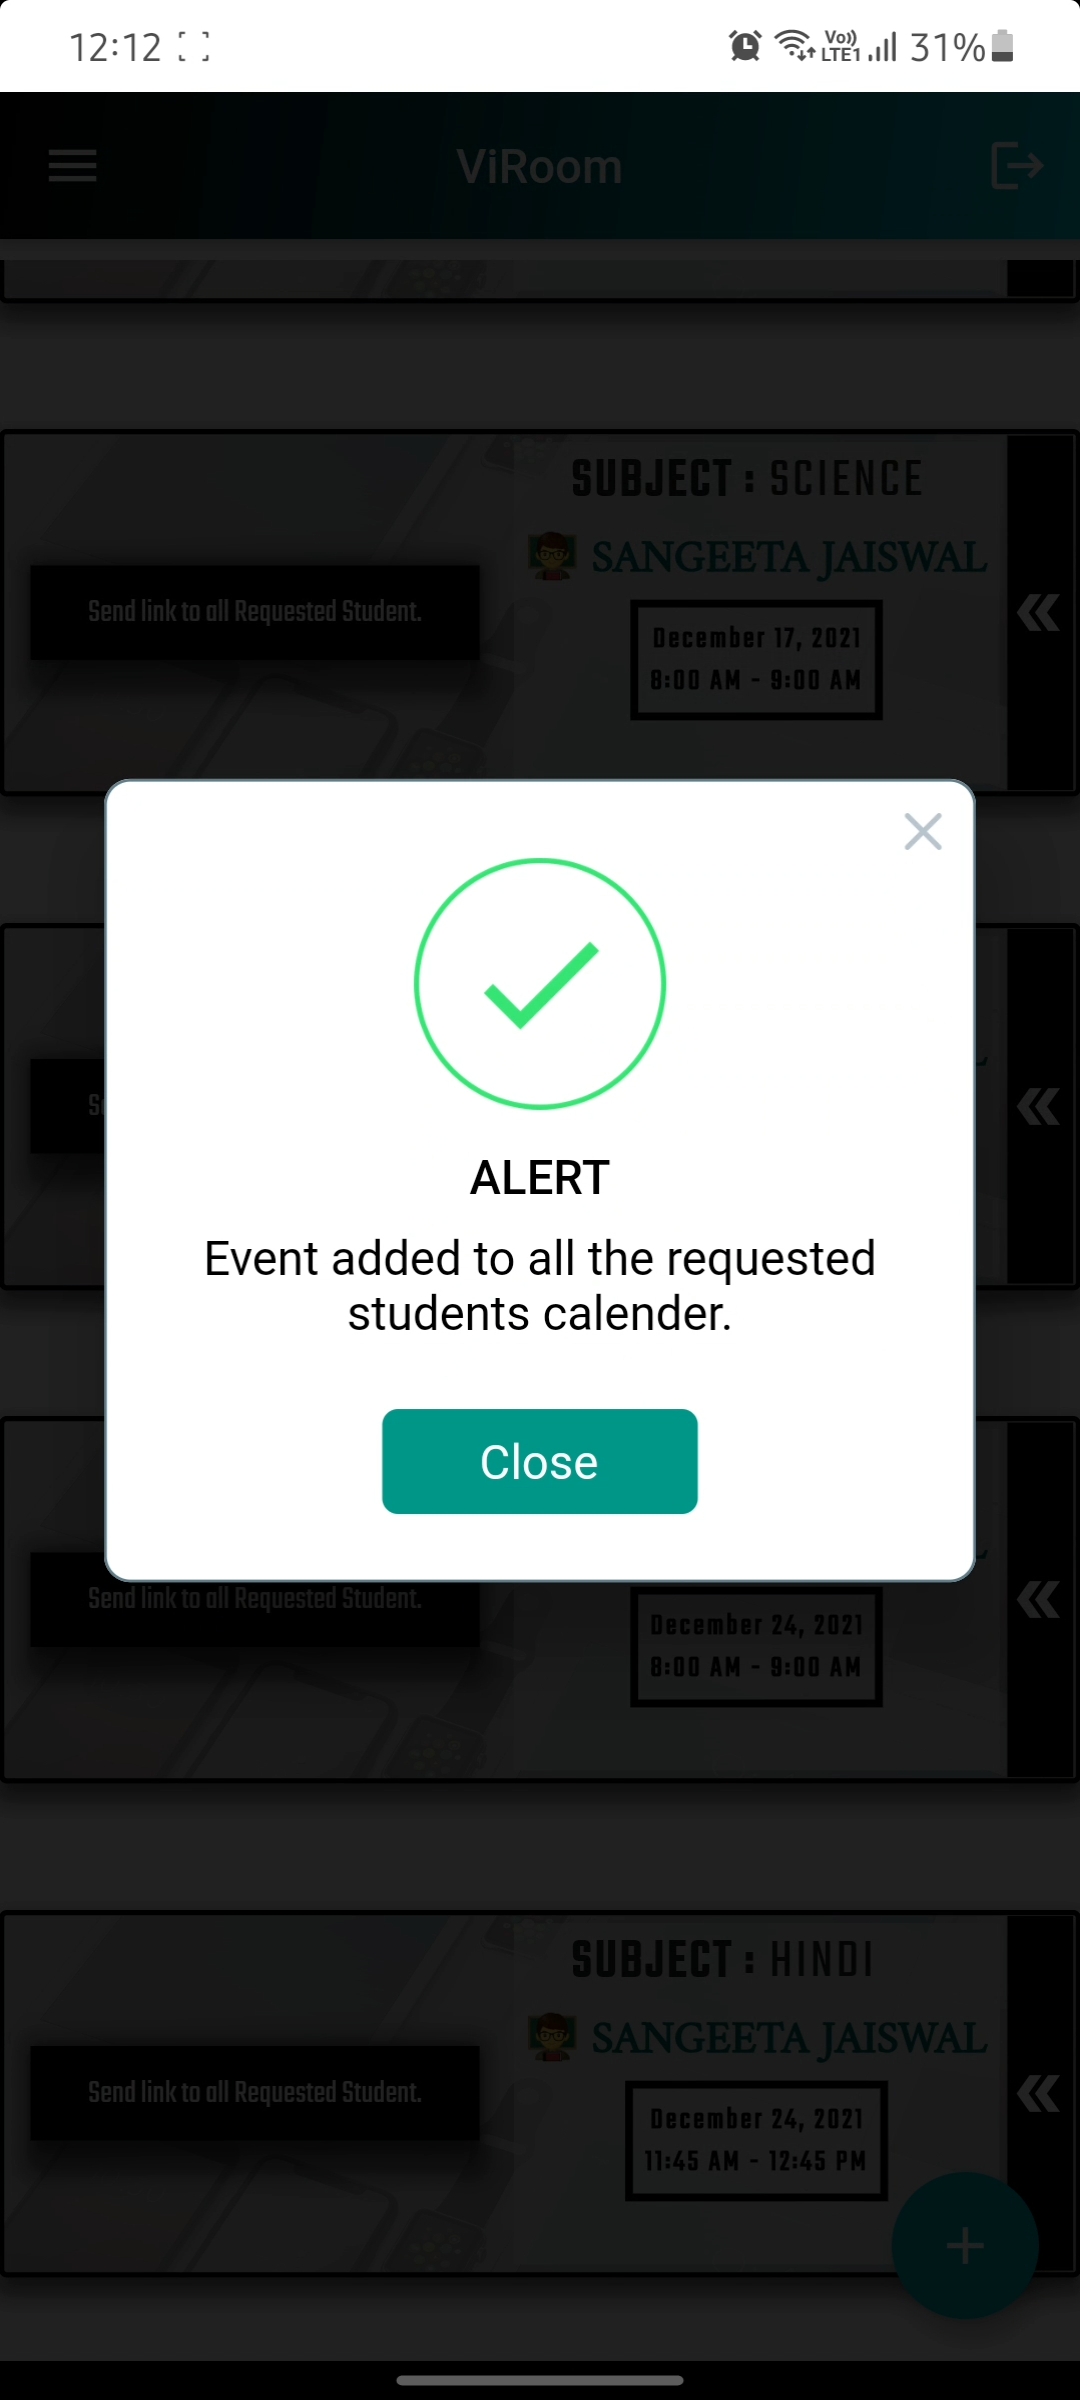 12:12
Vo)) LTE1 31%
ViRoom
SUBJECT : SCIENCE
SANGEETA JAISWAL
Send link to all Requested Student.
December 17, 2021
8:00 AM - 9:00 AM
ALERT
Event added to all the requested
students calender.
Close
Send link to all Requested Student.
December 24, 2021
8:00 AM - 9:00 AM
SUBJECT : HINDI
SANGEETA JAISWAL
Send link to all Requested Student.
December 24, 2021
11:45 AM - 12:45 PM